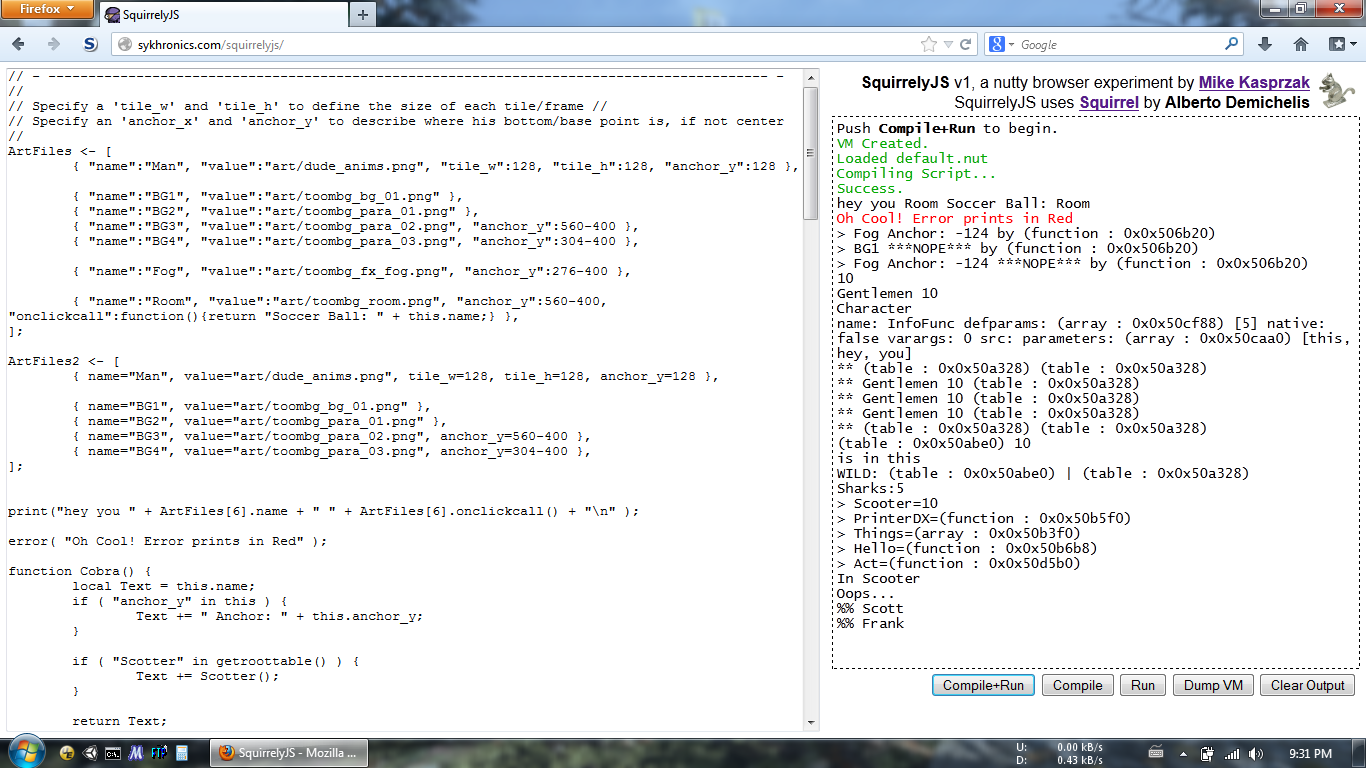 Firefox
SquirrelyJS
sykhronics.com/squirrelyjs/
Google
// - ------------------------------------------------------------------------------------------ - 
//
// Specify a 'tile_w' and 'tile_h' to define the size of each tile/frame //
// Specify an 'anchor_x' and 'anchor_y' to describe where his bottom/base point is, if not center
//
ArtFiles <- [
{ "name":"Man", "value":"art/dude_anims.png", "tile_w":128, "tile_h":128, "anchor_y":128 },
{ "name":"BG1", "value":"art/toombg_bg_01.png" },
{ "name":"BG2", "value":"art/toombg_para_01.png" },
{ "name":"BG3", "value":"art/toombg_para_02.png", "anchor_y":560-400 },
{ "name":"BG4", "value":"art/toombg_para_03.png", "anchor_y":304-400 },
{ "name":"Fog", "value":"art/toombg_fx_fog.png", "anchor_y":276-400 },
{ "name":"Room", "value":"art/toombg_room.png", "anchor_y":560-400,
"onclickcall":function(){return "Soccer Ball: " + this.name;} },
];
ArtFiles2 <- [
{ name="Man", value="art/dude_anims.png", tile_w=128, tile_h=128, anchor_y=128 },
{ name="BG1", value="art/toombg_bg_01.png" },
{ name="BG2", value="art/toombg_para_01.png" },
{ name="BG3", value="art/toombg_para_02.png", anchor_y=560-400 },
{ name="BG4", value="art/toombg_para_03.png", anchor_y=304-400 },
];
print("hey you " + ArtFiles[6].name + " " + ArtFiles[6].onclickcall() + "\n" );
error( "Oh Cool! Error prints in Red" );
function Cobra() {
local Text = this.name;
if ( "anchor_y" in this ) {
Text += " Anchor: " + this.anchor_y;
}
if ( "Scotter" in getroottable() ) {
Text += Scotter();
}
return Text;
SquirrelyJS v1, a nutty browser experiment by Mike Kasprzak
SquirrelyJS uses Squirrel by Alberto Demichelis
Push Compile+Run to begin.
VM Created.
Loaded default.nut
Compiling Script...
Success.
hey you Room Soccer Ball: Room
Oh Cool! Error prints in Red
> Fog Anchor: -124 by (function : 0x0x506b20)
> BG1 ***NOPE*** by (function : 0x0x506b20)
> Fog Anchor: -124 ***NOPE*** by (function : 0x0x506b20)
10
Gentlemen 10
Character
name: InfoFunc defparams: (array : 0x0x50cf88) [5] native:
false varargs: 0 src: parameters: (array : 0x0x50caa0) [this,
hey, you]
** (table : 0x0x50a328) (table : 0x0x50a328)
** Gentlemen 10 (table : 0x0x50a328)
** Gentlemen 10 (table : 0x0x50a328)
** Gentlemen 10 (table : 0x0x50a328)
** (table : 0x0x50a328) (table : 0x0x50a328)
(table : 0x0x50abe0) 10
is in this
WILD: (table : 0x0x50abe0) | (table : 0x0x50a328)
Sharks:5
> Scooter=10
> PrinterDX=(function : 0x0x50b5f0)
> Things=(array : 0x0x50b3f0)
> Hello=(function : 0x0x50b6b8)
> Act=(function : 0x0x50d5b0)
In Scooter
Oops...
%% Scott
%% Frank
Compile+Run Compile Run Dump VM Clear Output
SquirrelyJS - Mozilla ...
U: 0.00 kB/s
D: 0.43 kB/s
9:31 PM